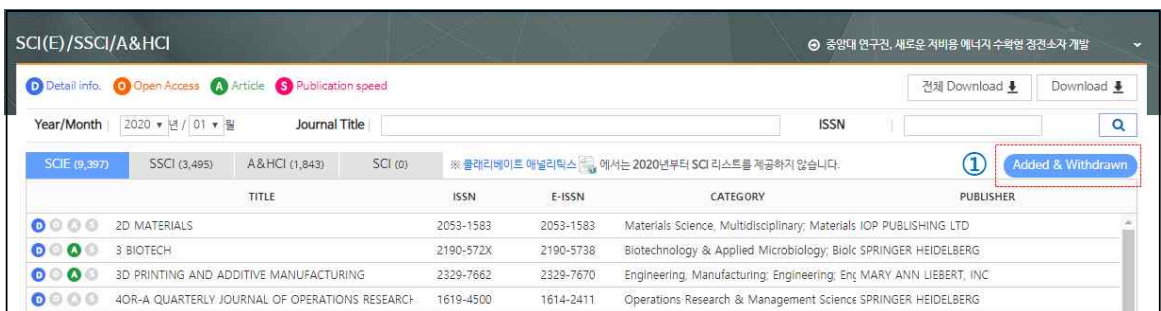 SCI(E)/SSCI/A&HCI
중앙대 연구진, 새로운 저비용 에너지 수확형 정전소자 개발
D Detail info. O Open Access A Article S Publication speed
전체 Download Download
Year/Month 2020 년 / 01 월 Journal Title ISSN
SCIE (9,397) SSCI (3,495) A&HCI (1,843) SCI (0) ※ 클래리베이트 애널리틱스 에서는 2020년부터 SCI 리스트를 제공하지 않습니다. ① Added & Withdrawn
TITLE ISSN E-ISSN CATEGORY PUBLISHER
D O A S 2D MATERIALS 2053-1583 2053-1583 Materials Science, Multidisciplinary; Materials IOP PUBLISHING LTD
D O A S 3 BIOTECH 2190-572X 2190-5738 Biotechnology & Applied Microbiology; Biolc SPRINGER HEIDELBERG
D O A S 3D PRINTING AND ADDITIVE MANUFACTURING 2329-7662 2329-7670 Engineering, Manufacturing; Engineering; Eng MARY ANN LIEBERT, INC
D O A S 4OR-A QUARTERLY JOURNAL OF OPERATIONS RESEARCH 1619-4500 1614-2411 Operations Research & Management Science SPRINGER HEIDELBERG